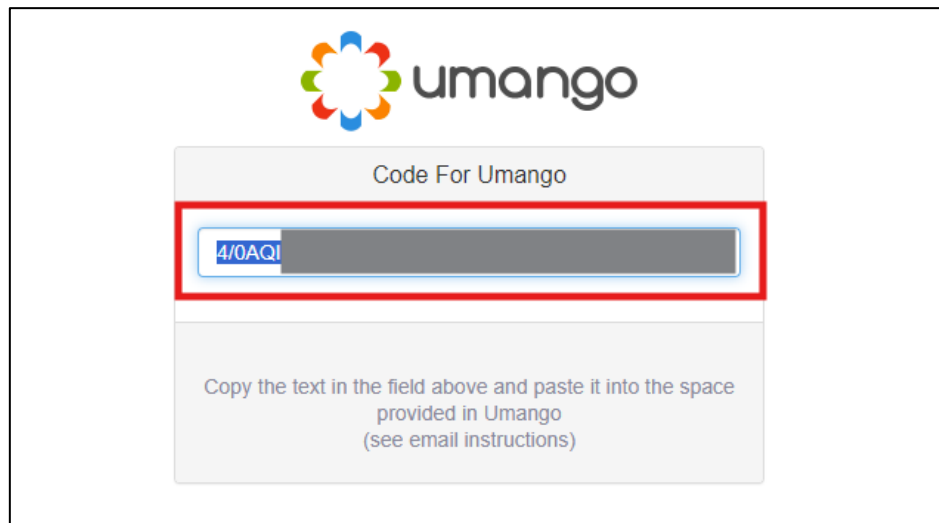 umango
Code For Umango
4/0AQI
Copy the text in the field above and paste it into the space
provided in Umango
(see email instructions)